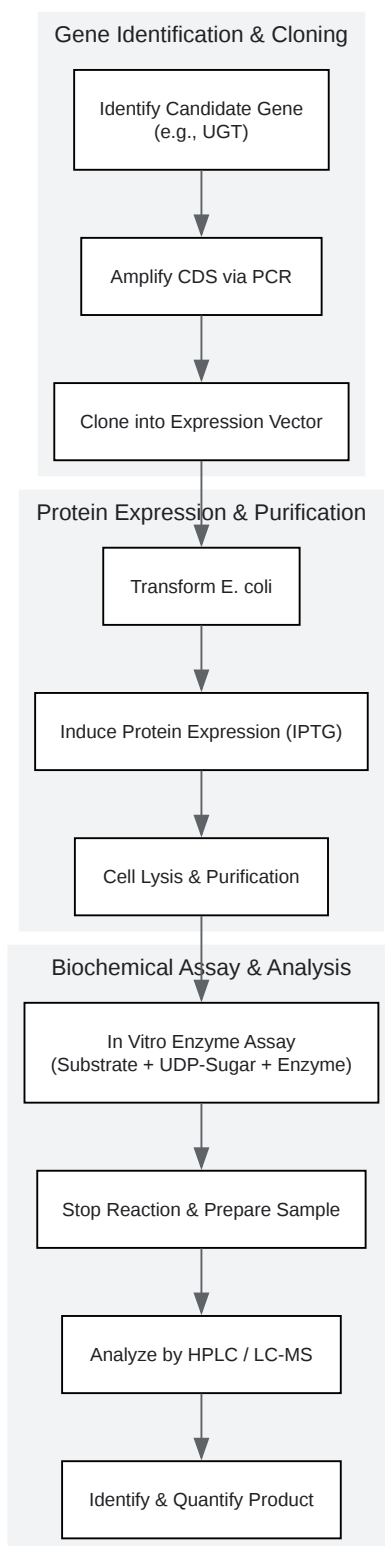 Gene Identification & Cloning
Identify Candidate Gene
(e.g., UGT)
Amplify CDS via PCR
Clone into Expression Vector
Protein Expression & Purification
Transform E. coli
Induce Protein Expression (IPTG)
Cell Lysis & Purification
Biochemical Assay & Analysis
In Vitro Enzyme Assay
(Substrate + UDP-Sugar + Enzyme)
Stop Reaction & Prepare Sample
Analyze by HPLC / LC-MS
Identify & Quantify Product